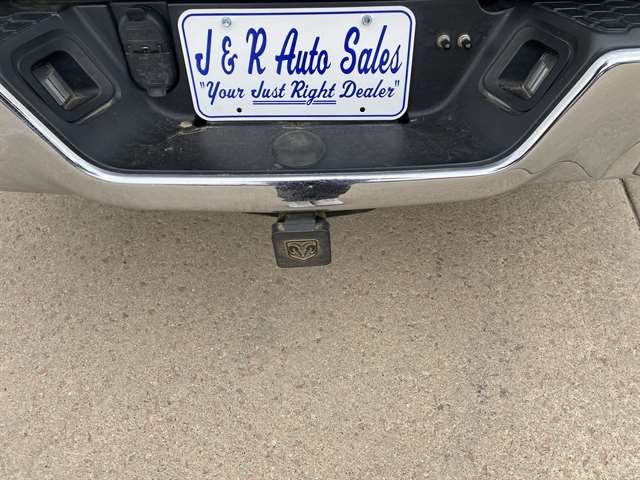 J & R Auto Sales
"Your Just Right Dealer"